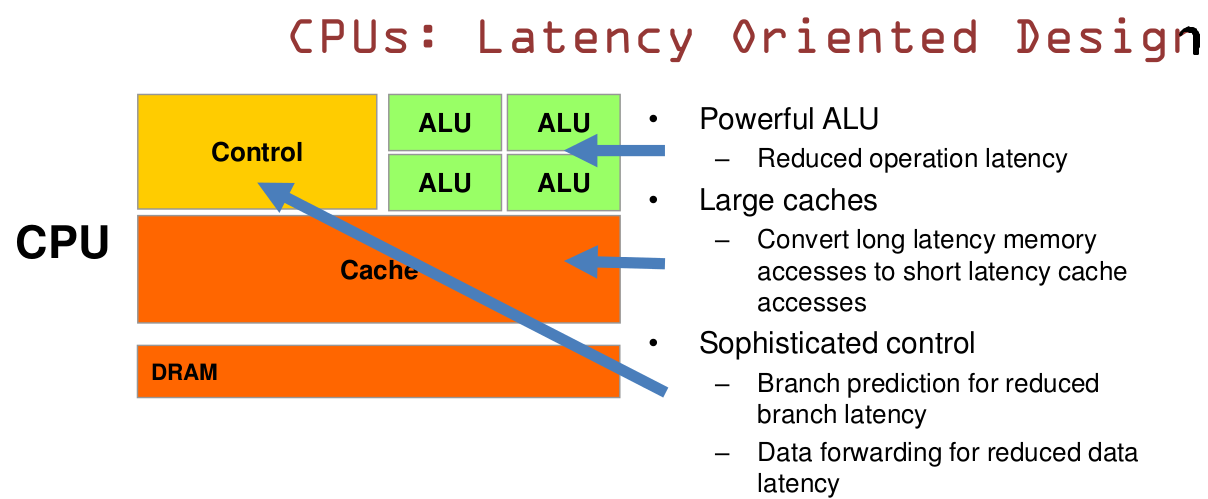 CPUs: Latency Oriented Design
CPU
Control
ALU
ALU
ALU
ALU
Cache
DRAM
• Powerful ALU
– Reduced operation latency
• Large caches
– Convert long latency memory
accesses to short latency cache
accesses
• Sophisticated control
– Branch prediction for reduced
branch latency
– Data forwarding for reduced data
latency